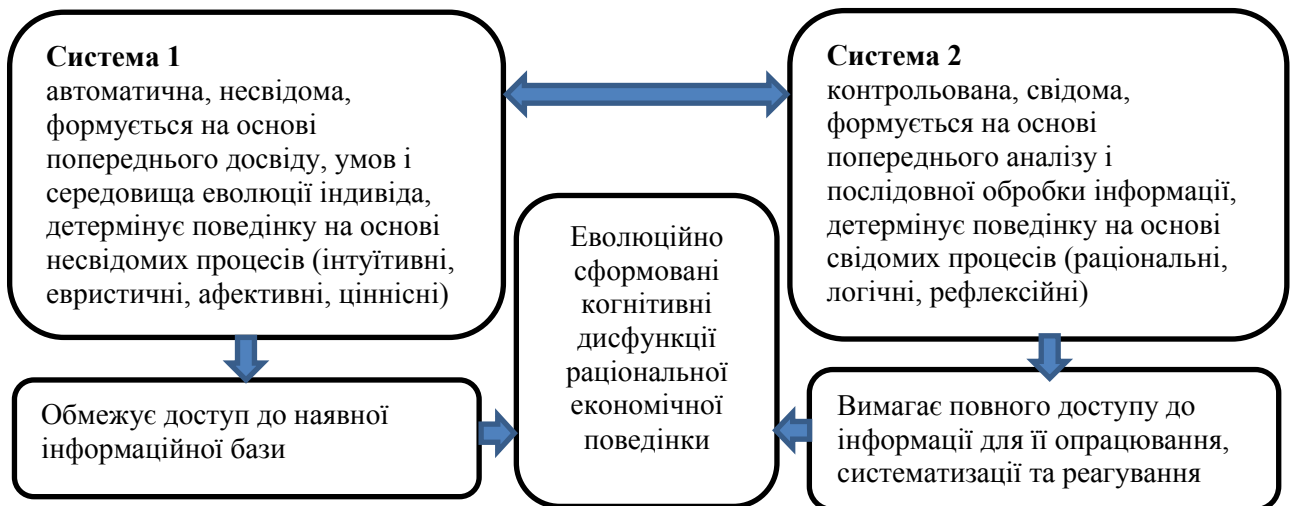 Система 1
автоматична, несвідома,
формується на основі
попереднього досвіду, умов і
середовища еволюції індивіда,
детермінує поведінку на основі
несвідомих процесів (інтуїтивні,
евристичні, афективні, ціннісні)
Система 2
контрольована, свідома,
формується на основі
попереднього аналізу і
послідовної обробки інформації,
детермінує поведінку на основі
свідомих процесів (раціональні,
логічні, рефлексійні)
Еволюційно
сформовані
когнітивні
дисфункції
раціональної
економічної
поведінки
Обмежує доступ до наявної
інформаційної бази
Вимагає повного доступу до
інформації для її опрацювання,
систематизації та реагування